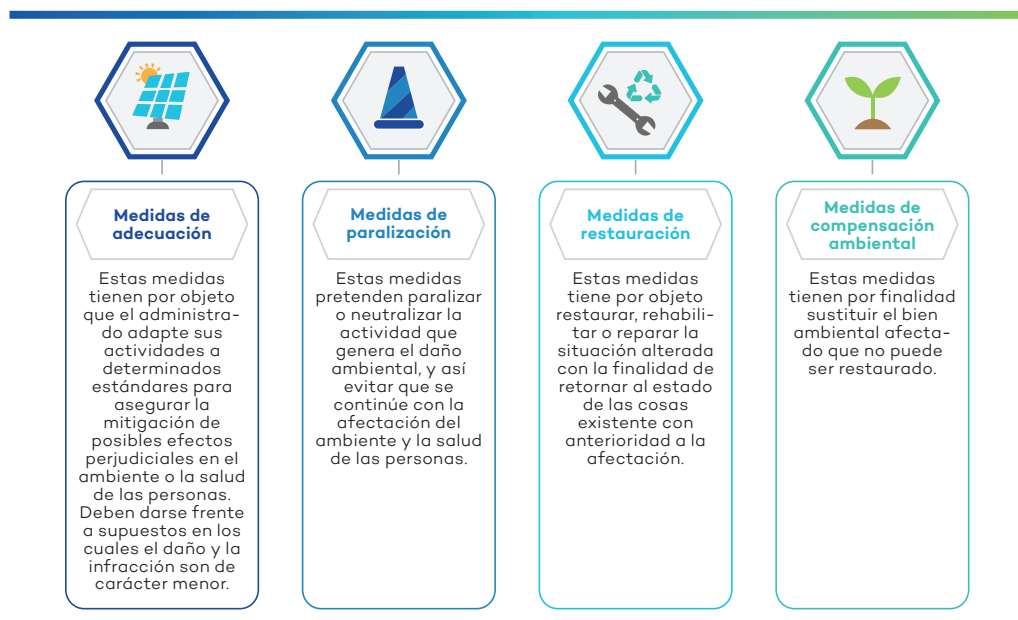 Medidas de
adecuación
Estas medidas
tienen por objeto
que el administra-
do adapte sus
actividades a
determinados
estándares para
asegurar la
mitigación de
posibles efectos
perjudiciales en el
ambiente o la salud
de las personas.
Deben darse frente
a supuestos en los
cuales el daño y la
infracción son de
carácter menor.
Medidas de
paralización
Estas medidas
pretenden paralizar
o neutralizar la
actividad que
genera el daño
ambiental, y así
evitar que se
continúe con la
afectación del
ambiente y la salud
de las personas.
Medidas de
restauración
Estas medidas
tiene por objeto
restaurar, rehabili-
tar o reparar la
situación alterada
con la finalidad de
retornar al estado
de las cosas
existente con
anterioridad a la
afectación.
Medidas de
compensación
ambiental
Estas medidas
tienen por finalidad
sustituir el bien
ambiental afecta-
do que no puede
ser restaurado.